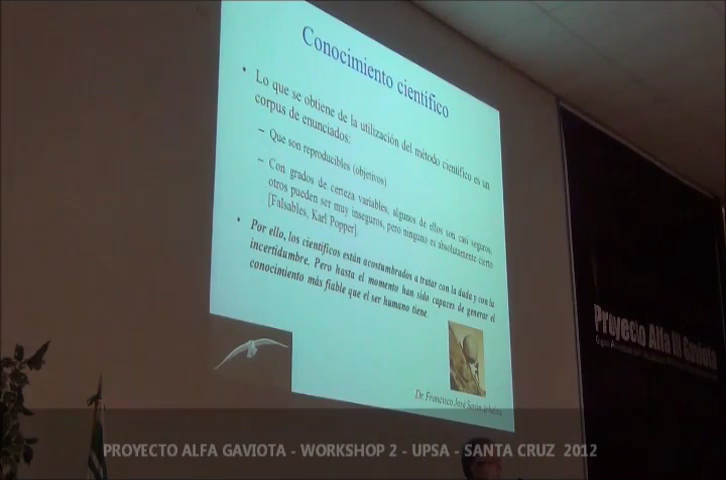 Conocimiento científico
• Lo que se obtiene de la utilización del método científico es un
corpus de enunciados:
– Que son reproducibles (objetivos)
– Con grados de certeza variables, algunos de ellos son casi seguros,
otros pueden ser muy inseguros, pero ninguno es absolutamente cierto
[Falsables, Karl Popper].
• Por ello, los científicos están acostumbrados a tratar con la duda y con la
incertidumbre. Pero hasta el momento han sido capaces de generar el
conocimiento más fiable que el ser humano tiene.
Dr Francisco José Serón
Proyecto Alfa III Gaviota
PROYECTO ALFA GAVIOTA - WORKSHOP 2 - UPSA - SANTA CRUZ 2012